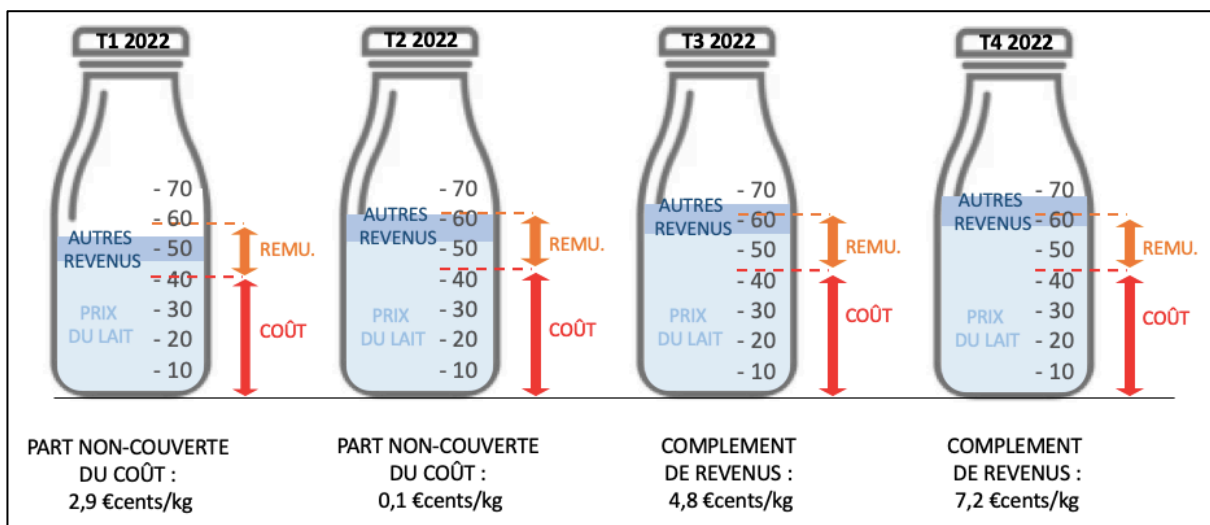 T1 2022
- 70
- 60
AUTRES
REVENUS
- 50
- 40
- 30
- 20
- 10
PRIX
DU LAIT
REMU.
COÛT
PART NON-COUVERTE
DU COÛT :
2,9 €cents/kg
T2 2022
- 70
- 60
AUTRES
REVENUS
- 50
- 40
- 30
- 20
- 10
PRIX
DU LAIT
REMU.
COÛT
PART NON-COUVERTE
DU COÛT :
0,1 €cents/kg
T3 2022
- 70
- 60
AUTRES
REVENUS
- 50
- 40
- 30
- 20
- 10
PRIX
DU LAIT
REMU.
COÛT
COMPLEMENT
DE REVENUS :
4,8 €cents/kg
T4 2022
- 70
- 60
AUTRES
REVENUS
- 50
- 40
- 30
- 20
- 10
PRIX
DU LAIT
REMU.
COÛT
COMPLEMENT
DE REVENUS :
7,2 €cents/kg